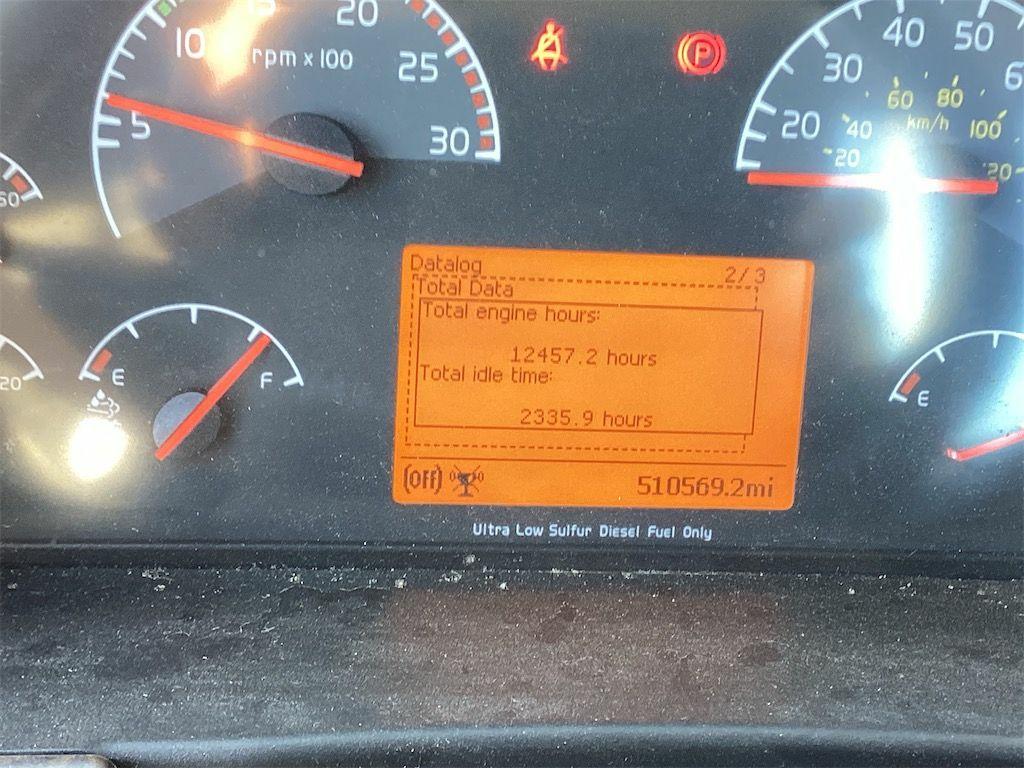 15
20
10
rpm x 100
25
5
30
P
40
50
30
60
80
km/h
20
40
100
20
Datalog 2/3
Total Data
Total engine hours:
12457.2 hours
Total idle time:
2335.9 hours
(OFF) 510569.2mi
E F
E
20
Ultra Low Sulfur Diesel Fuel Only